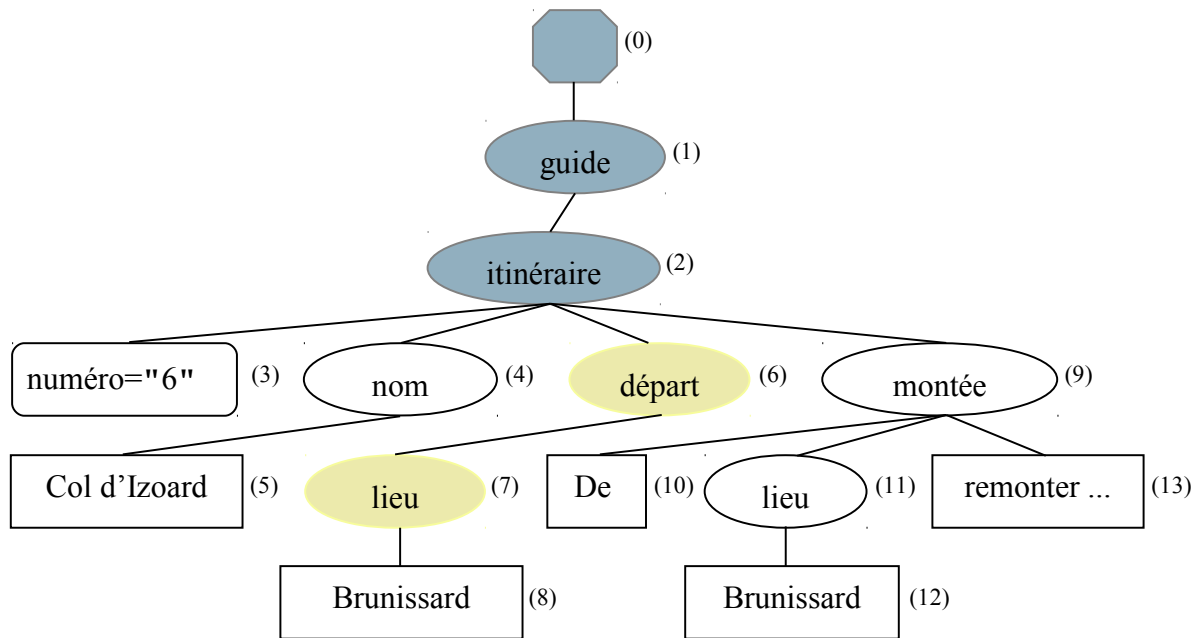 (0)
guide (1)
itinéraire (2)
numéro="6" (3) nom (4) départ (6) montée (9)
Col d’Izoard (5) lieu (7) De (10) lieu (11) remonter ... (13)
Brunissard (8) Brunissard (12)